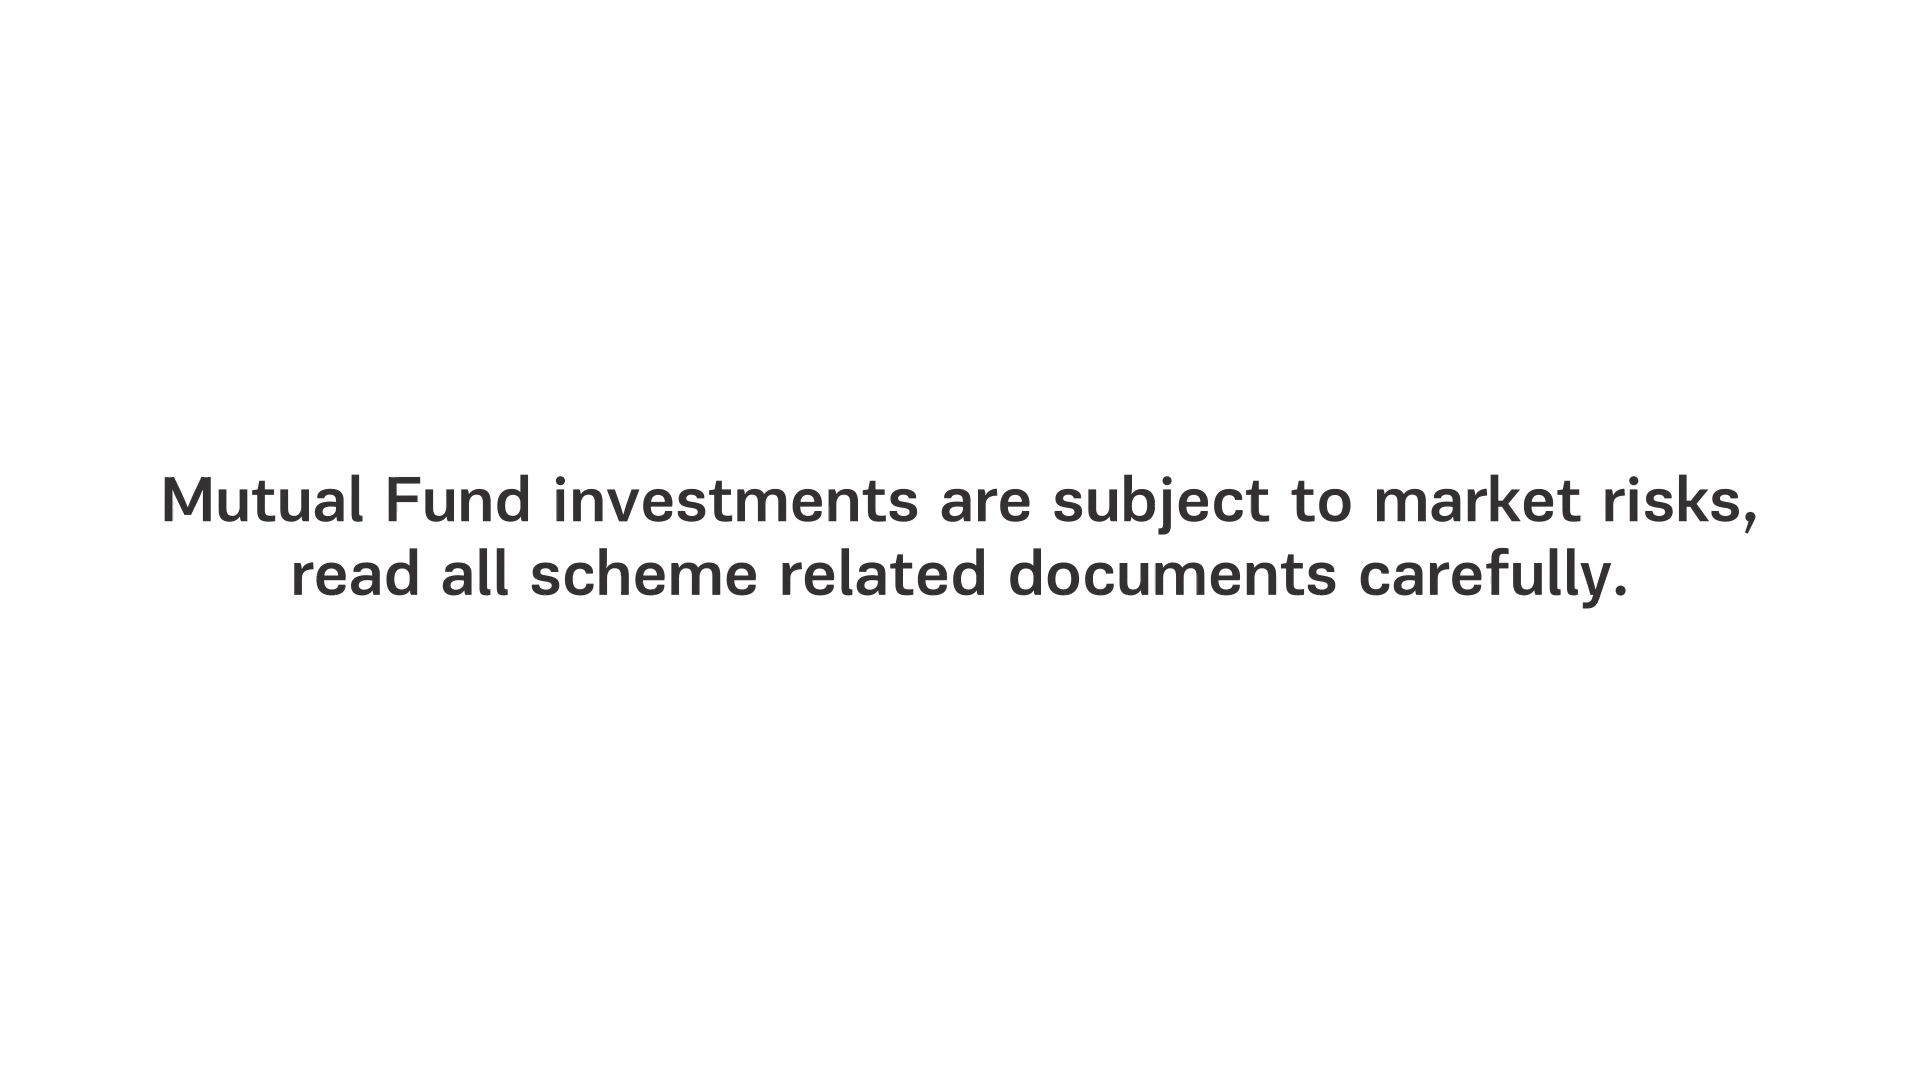 Mutual Fund investments are subject to market risks,
read all scheme related documents carefully.